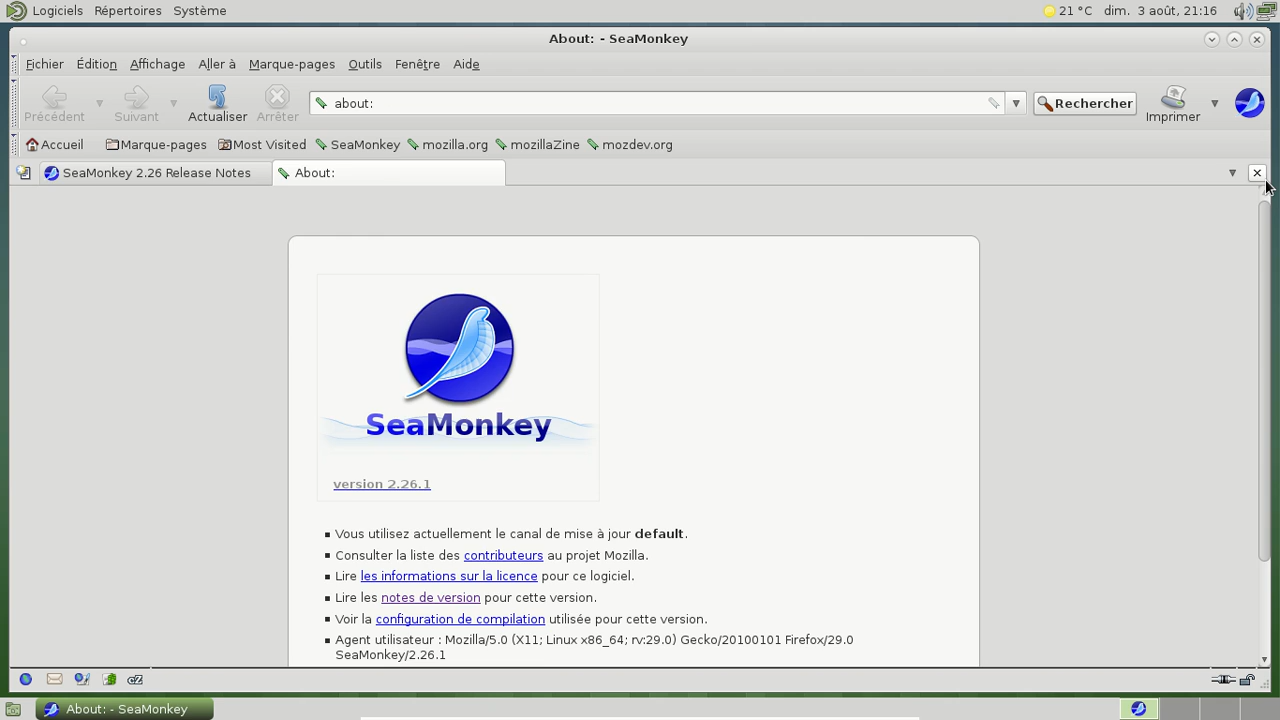 Logiciels Répertoires Système 21 °C dim. 3 août, 21:16
About: - SeaMonkey
Fichier Édition Affichage Aller à Marque-pages Outils Fenêtre Aide
about: Rechercher
Précédent Suivant Actualiser Arrêter Imprimer
Accueil Marque-pages Most Visited SeaMonkey mozilla.org mozillaZine mozdev.org
SeaMonkey 2.26 Release Notes About:
SeaMonkey
version 2.26.1
Vous utilisez actuellement le canal de mise à jour default.
Consulter la liste des contributeurs au projet Mozilla.
Lire les informations sur la licence pour ce logiciel.
Lire les notes de version pour cette version.
Voir la configuration de compilation utilisée pour cette version.
Agent utilisateur : Mozilla/5.0 (X11; Linux x86_64; rv:29.0) Gecko/20100101 Firefox/29.0
SeaMonkey/2.26.1
cZ
About: - SeaMonkey